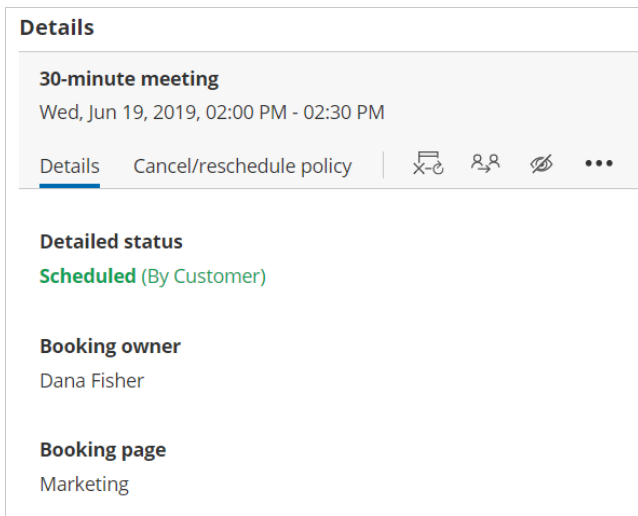 Details
30-minute meeting
Wed, Jun 19, 2019, 02:00 PM - 02:30 PM
Details Cancel/reschedule policy
Detailed status
Scheduled (By Customer)
Booking owner
Dana Fisher
Booking page
Marketing